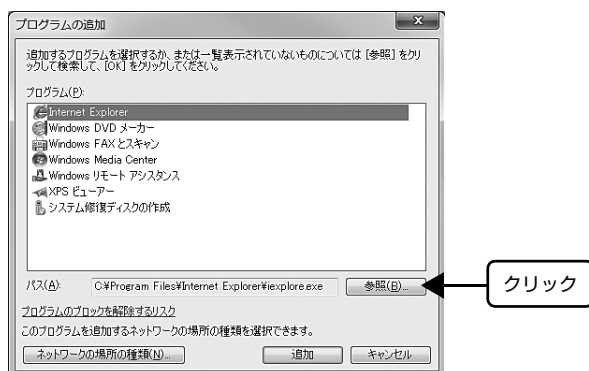 プログラムの追加
追加するプログラムを選択するか、または一覧表示されていないものについては [参照] をクリ
ックして検索して、[OK] をクリックしてください。
プログラム(P):
Internet Explorer
Windows DVD メーカー
Windows FAX とスキャン
Windows Media Center
Windows リモート アシスタンス
XPS ビューアー
システム修復ディスクの作成
パス(A): C:¥Program Files¥Internet Explorer¥iexplore.exe 参照(B)... クリック
プログラムのブロックを解除するリスク
このプログラムを追加するネットワークの場所の種類を選択できます。
ネットワークの場所の種類(N)... 追加 キャンセル